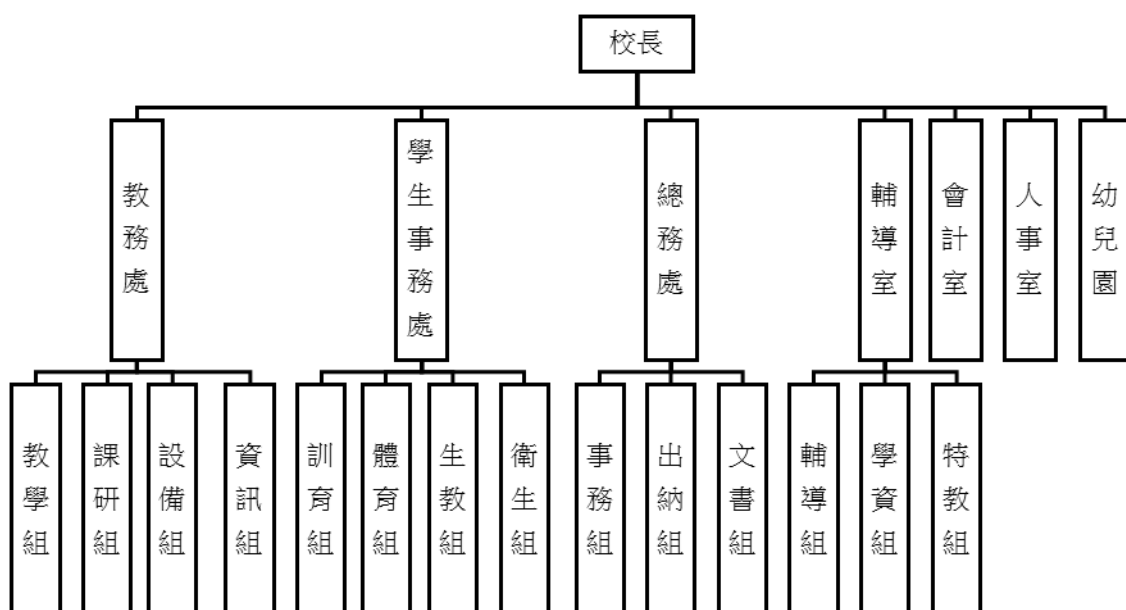 校長
教務處
學生事務處
總務處
輔導室
會計室
人事室
幼兒園
教學組
課研組
設備組
資訊組
訓育組
體育組
生教組
衛生組
事務組
出納組
文書組
輔導組
學資組
特教組